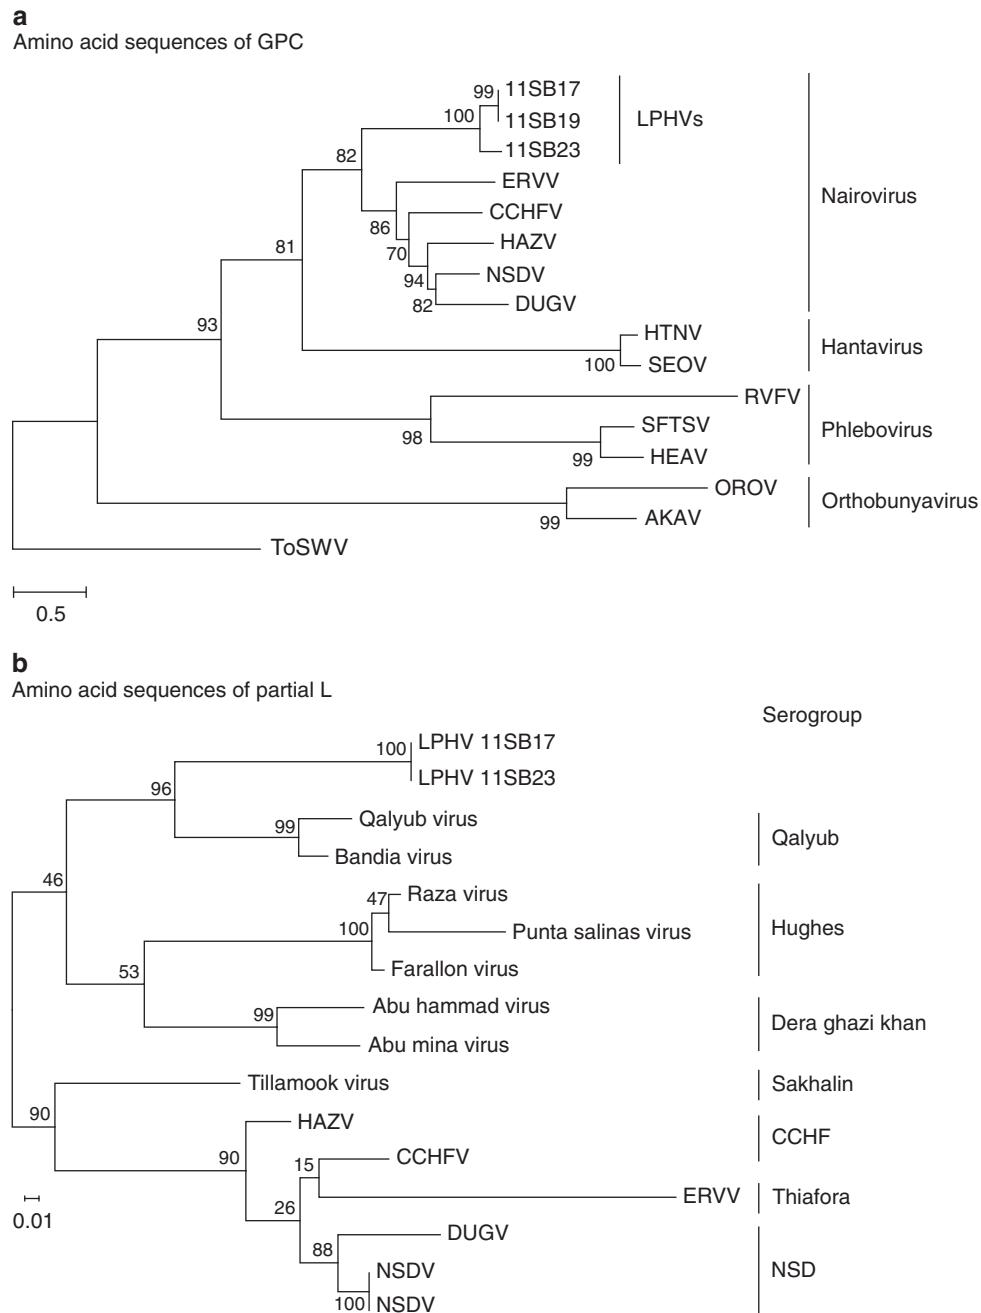 a
Amino acid sequences of GPC
99
11SB17
100
11SB19
LPHVs
11SB23
82
ERVV
Nairovirus
CCHFV
86
HAZV
81
70
NSDV
94
DUGV
82
HTNV
93
Hantavirus
100
SEOV
RVFV
SFTSV
Phlebovirus
98
HEAV
99
OROV
Orthobunyavirus
AKAV
99
ToSWV
0.5
b
Amino acid sequences of partial L
Serogroup
100
LPHV 11SB17
LPHV 11SB23
96
Qalyub virus
99
Qalyub
Bandia virus
46
Raza virus
47
100
Punta salinas virus
Hughes
Farallon virus
53
Abu hammad virus
99
Dera ghazi khan
Abu mina virus
Tillamook virus
Sakhalin
90
HAZV
CCHF
90
15
CCHFV
ERVV
Thiafora
0.01
26
DUGV
88
NSDV
NSD
100
NSDV